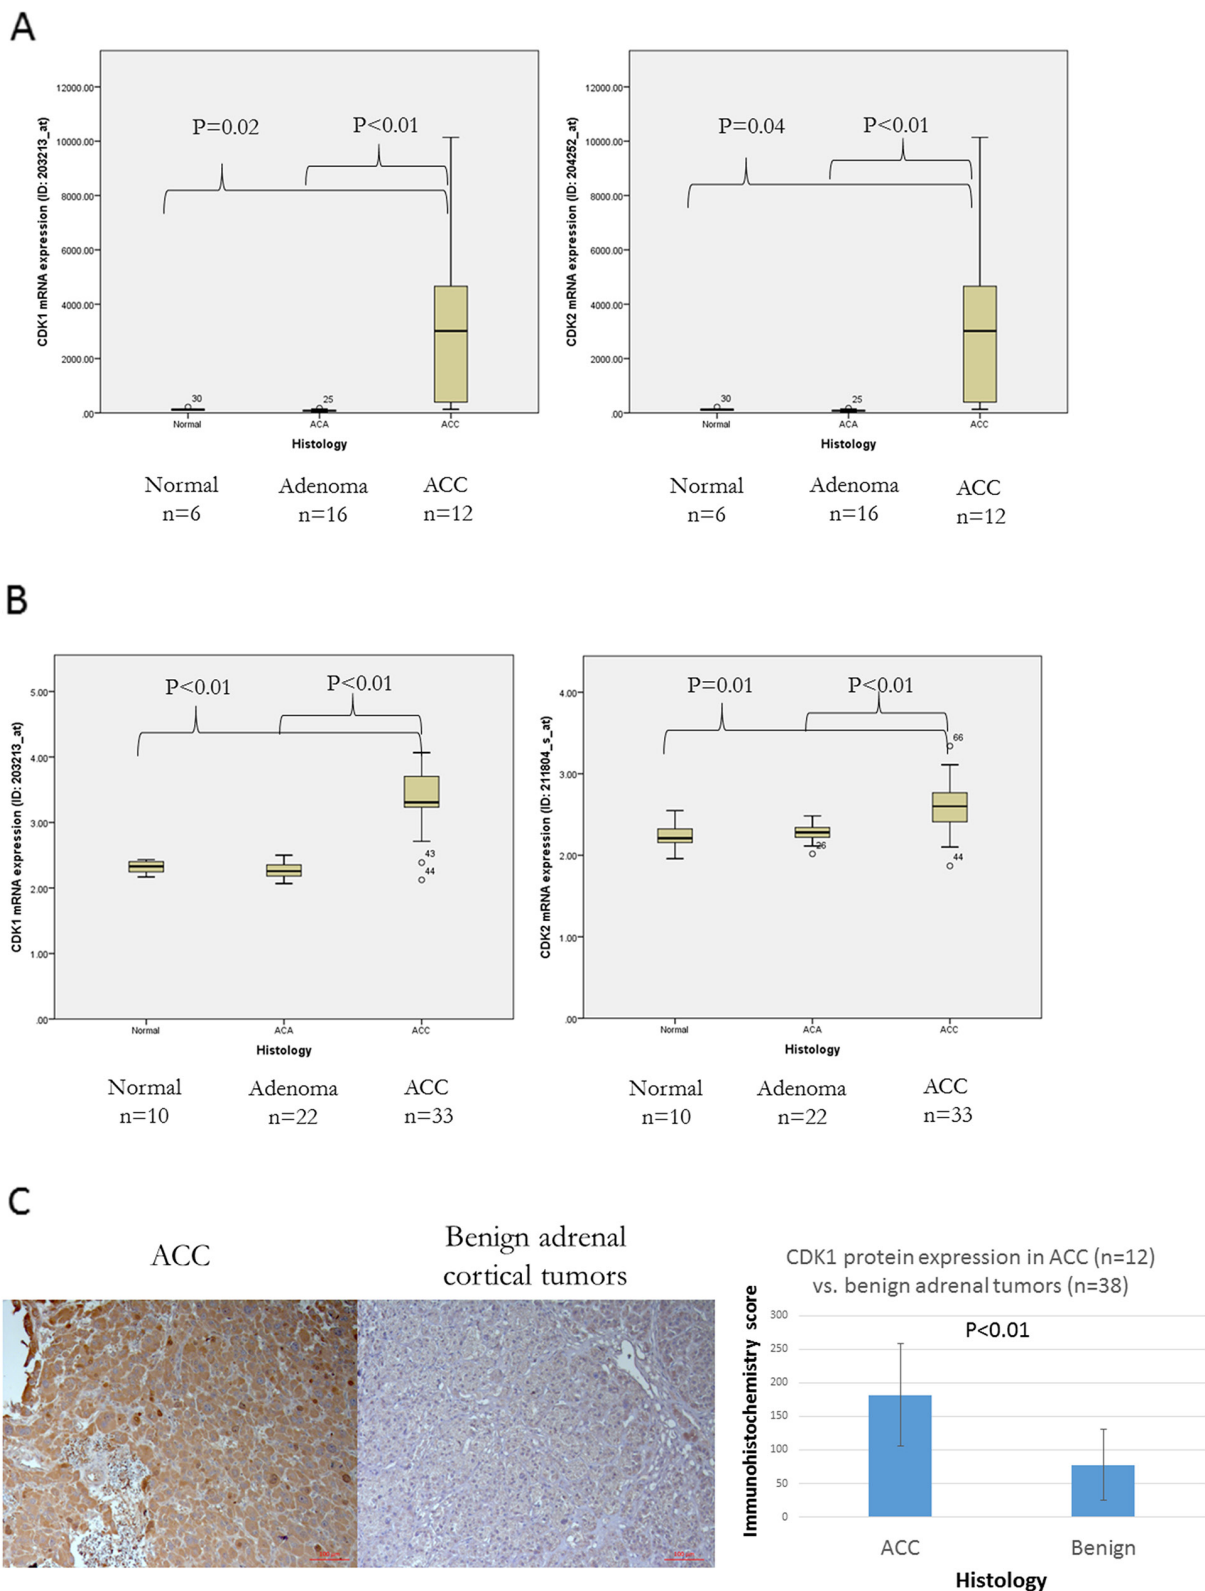 A
CDK1 mRNA expression (ID: 203213_at)
12000.00
10000.00
8000.00
6000.00
4000.00
2000.00
.00
P=0.02
P<0.01
30
25
Normal
ACA
ACC
Histology
Normal
n=6
Adenoma
n=16
ACC
n=12
CDK2 mRNA expression (ID: 204252_at)
12000.00
10000.00
8000.00
6000.00
4000.00
2000.00
.00
P=0.04
P<0.01
30
25
Normal
ACA
ACC
Histology
Normal
n=6
Adenoma
n=16
ACC
n=12
B
CDK1 mRNA expression (ID: 203213_at)
5.00
4.00
3.00
2.00
1.00
.00
P<0.01
P<0.01
43
44
Normal
ACA
ACC
Histology
Normal
n=10
Adenoma
n=22
ACC
n=33
CDK2 mRNA expression (ID: 211804_s_at)
4.00
3.00
2.00
1.00
.00
P=0.01
P<0.01
66
26
44
Normal
ACA
ACC
Histology
Normal
n=10
Adenoma
n=22
ACC
n=33
C
ACC
Benign adrenal
cortical tumors
CDK1 protein expression in ACC (n=12)
vs. benign adrenal tumors (n=38)
Immunohistochemistry score
300
250
200
150
100
50
0
P<0.01
ACC
Benign
Histology